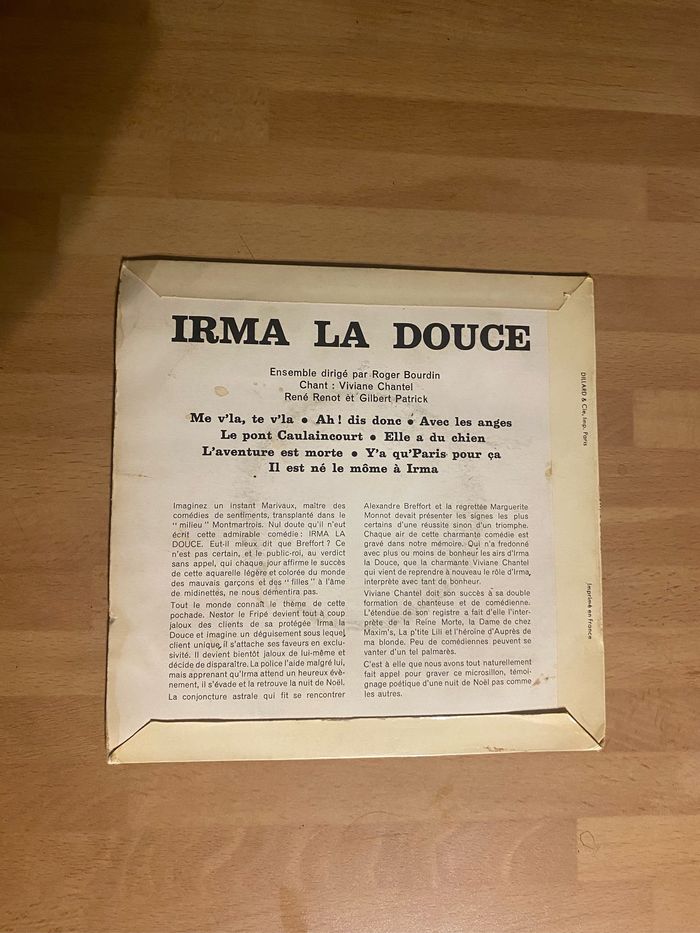 IRMA LA DOUCE
Ensemble dirigé par Roger Bourdin
Chant : Viviane Chantel
René Renot et Gilbert Patrick
Me v'la, te v'la • Ah ! dis donc • Avec les anges
Le pont Caulaincourt • Elle a du chien
L'aventure est morte • Y'a qu'Paris pour ça
Il est né le môme à Irma
Imaginez un instant Marivaux, maître des
comédies de sentiments, transplanté dans le
"milieu" Montmartrois. Nul doute qu'il n'eut
écrit cette admirable comédie : IRMA LA
DOUCE. Eut-il mieux dit que Breffort ? Ce
n'est pas certain, et le public-roi, au verdict
sans appel, qui chaque jour affirme le succès
de cette aquarelle légère et colorée du monde
des mauvais garçons et des "filles" à l'âme
de midinettes, ne nous démentira pas.
Tout le monde connaît le thème de cette
pochade. Nestor le Fripé devient tout à coup
jaloux des clients de sa protégée Irma la
Douce et imagine un déguisement sous lequel,
client unique, il s'attache ses faveurs en exclu-
sivité. Il devient bientôt jaloux de lui-même et
décide de disparaître. La police l'aide malgré lui,
mais apprenant qu'Irma attend un heureux évè-
nement, il s'évade et la retrouve la nuit de Noël.
La conjoncture astrale qui fit se rencontrer
Alexandre Breffort et la regrettée Marguerite
Monnot devait présenter les signes les plus
certains d'une réussite sinon d'un triomphe.
Chaque air de cette charmante comédie est
gravé dans notre mémoire. Qui n'a fredonné
avec plus ou moins de bonheur les airs d'Irma
la Douce, que la charmante Viviane Chantel
qui vient de reprendre à nouveau le rôle d'Irma,
interprète avec tant de bonheur.
Viviane Chantel doit son succès à sa double
formation de chanteuse et de comédienne.
L'étendue de son registre a fait d'elle l'inter-
prète de la Reine Morte, la Dame de chez
Maxim's, La p'tite Lili et l'héroïne d'Auprès de
ma blonde. Peu de comédiennes peuvent se
vanter d'un tel palmarès.
C'est à elle que nous avons tout naturellement
fait appel pour graver ce microsillon, témoi-
gnage poétique d'une nuit de Noël pas comme
les autres.
DILLARD & Cie, Imp. Paris
Imprimé en France